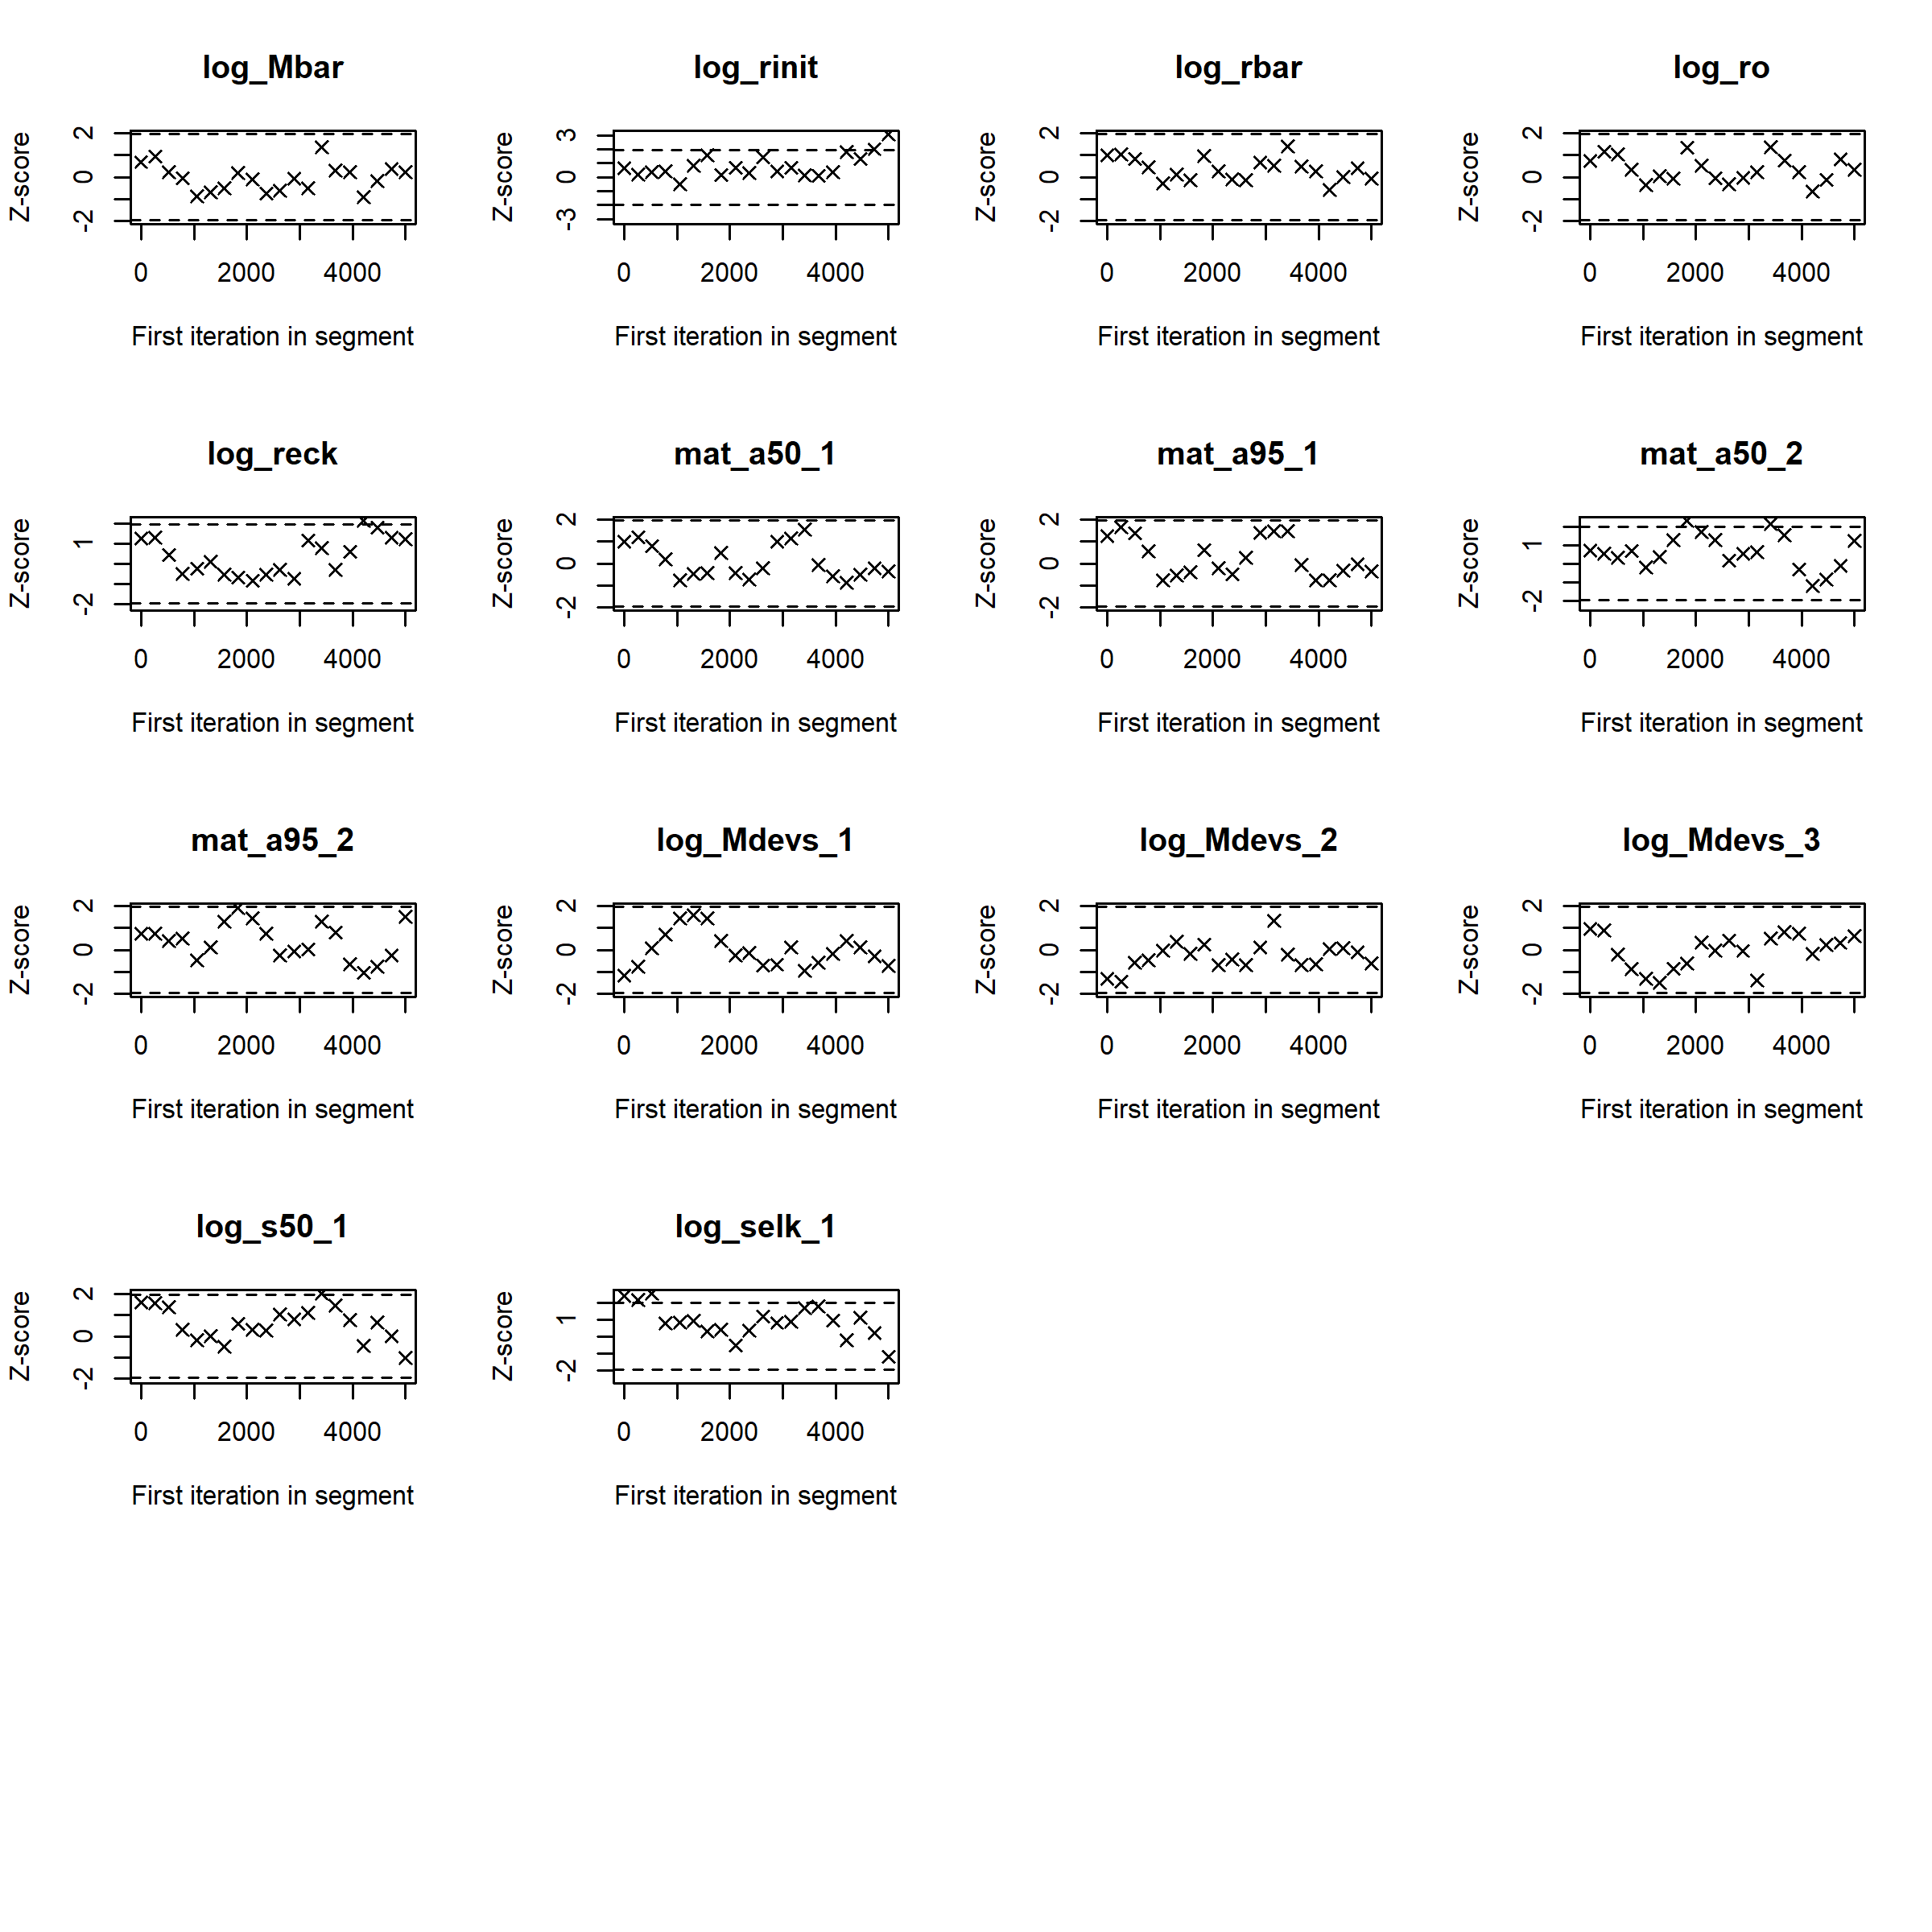 log_Mbar
Z-score
-2 0 2
0 2000 4000
First iteration in segment
log_rinit
Z-score
-3 0 3
0 2000 4000
First iteration in segment
log_rbar
Z-score
-2 0 2
0 2000 4000
First iteration in segment
log_ro
Z-score
-2 0 2
0 2000 4000
First iteration in segment
log_reck
Z-score
-2 1
0 2000 4000
First iteration in segment
mat_a50_1
Z-score
-2 0 2
0 2000 4000
First iteration in segment
mat_a95_1
Z-score
-2 0 2
0 2000 4000
First iteration in segment
mat_a50_2
Z-score
-2 1
0 2000 4000
First iteration in segment
mat_a95_2
Z-score
-2 0 2
0 2000 4000
First iteration in segment
log_Mdevs_1
Z-score
-2 0 2
0 2000 4000
First iteration in segment
log_Mdevs_2
Z-score
-2 0 2
0 2000 4000
First iteration in segment
log_Mdevs_3
Z-score
-2 0 2
0 2000 4000
First iteration in segment
log_s50_1
Z-score
-2 0 2
0 2000 4000
First iteration in segment
log_selk_1
Z-score
-2 1
0 2000 4000
First iteration in segment